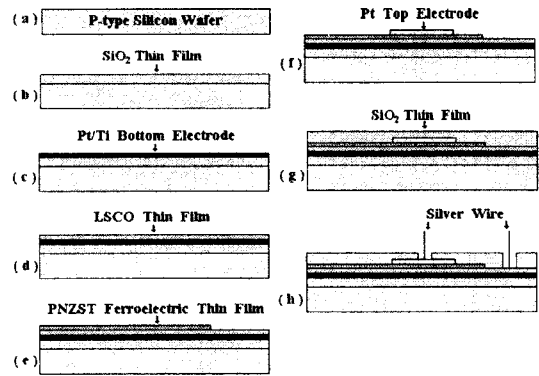 (a)
P-type Silicon Wafer
SiO₂ Thin Film
(b)
Pt/Ti Bottom Electrode
(c)
LSCO Thin Film
(d)
PNZST Ferroelectric Thin Film
(e)
Pt Top Electrode
(f)
SiO₂ Thin Film
(g)
Silver Wire
(h)